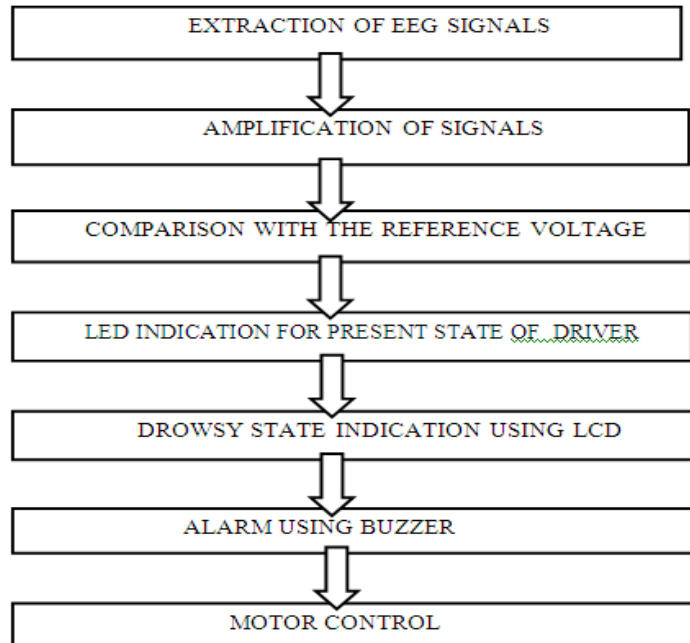 EXTRACTION OF EEG SIGNALS
AMPLIFICATION OF SIGNALS
COMPARISON WITH THE REFERENCE VOLTAGE
LED INDICATION FOR PRESENT STATE OF DRIVER
DROWSY STATE INDICATION USING LCD
ALARM USING BUZZER
MOTOR CONTROL